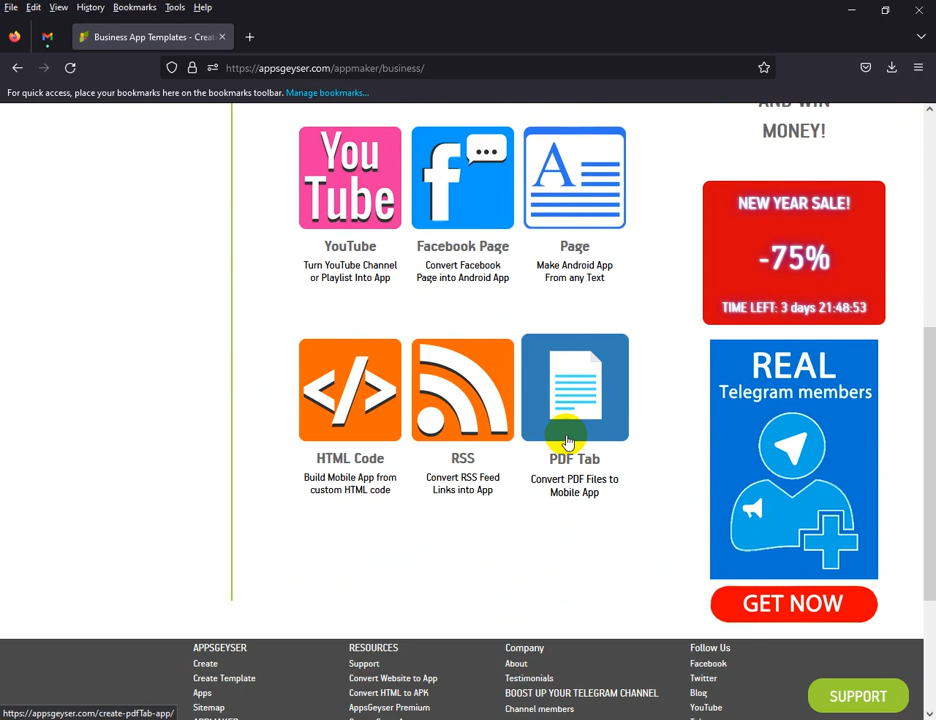 File Edit View History Bookmarks Tools Help
Business App Templates - Creat
https://appsgeyser.com/appmaker/business/
For quick access, place your bookmarks here on the bookmarks toolbar. Manage bookmarks...
AND WIN
MONEY!
You
Tube
YouTube
Turn YouTube Channel
or Playlist Into App
f
Facebook Page
Convert Facebook
Page into Android App
A
Page
Make Android App
From any Text
NEW YEAR SALE!
-75%
TIME LEFT: 3 days 21:48:53
</>
HTML Code
Build Mobile App from
custom HTML code
RSS
Convert RSS Feed
Links into App
PDF Tab
Convert PDF Files to
Mobile App
REAL
Telegram members
GET NOW
APPSGEYSER
Create
Create Template
Apps
Sitemap
RESOURCES
Support
Convert Website to App
Convert HTML to APK
AppsGeyser Premium
Company
About
Testimonials
BOOST UP YOUR TELEGRAM CHANNEL
Channel members
Follow Us
Facebook
Twitter
Blog
YouTube
SUPPORT
https://appsgeyser.com/create-pdfTab-app/